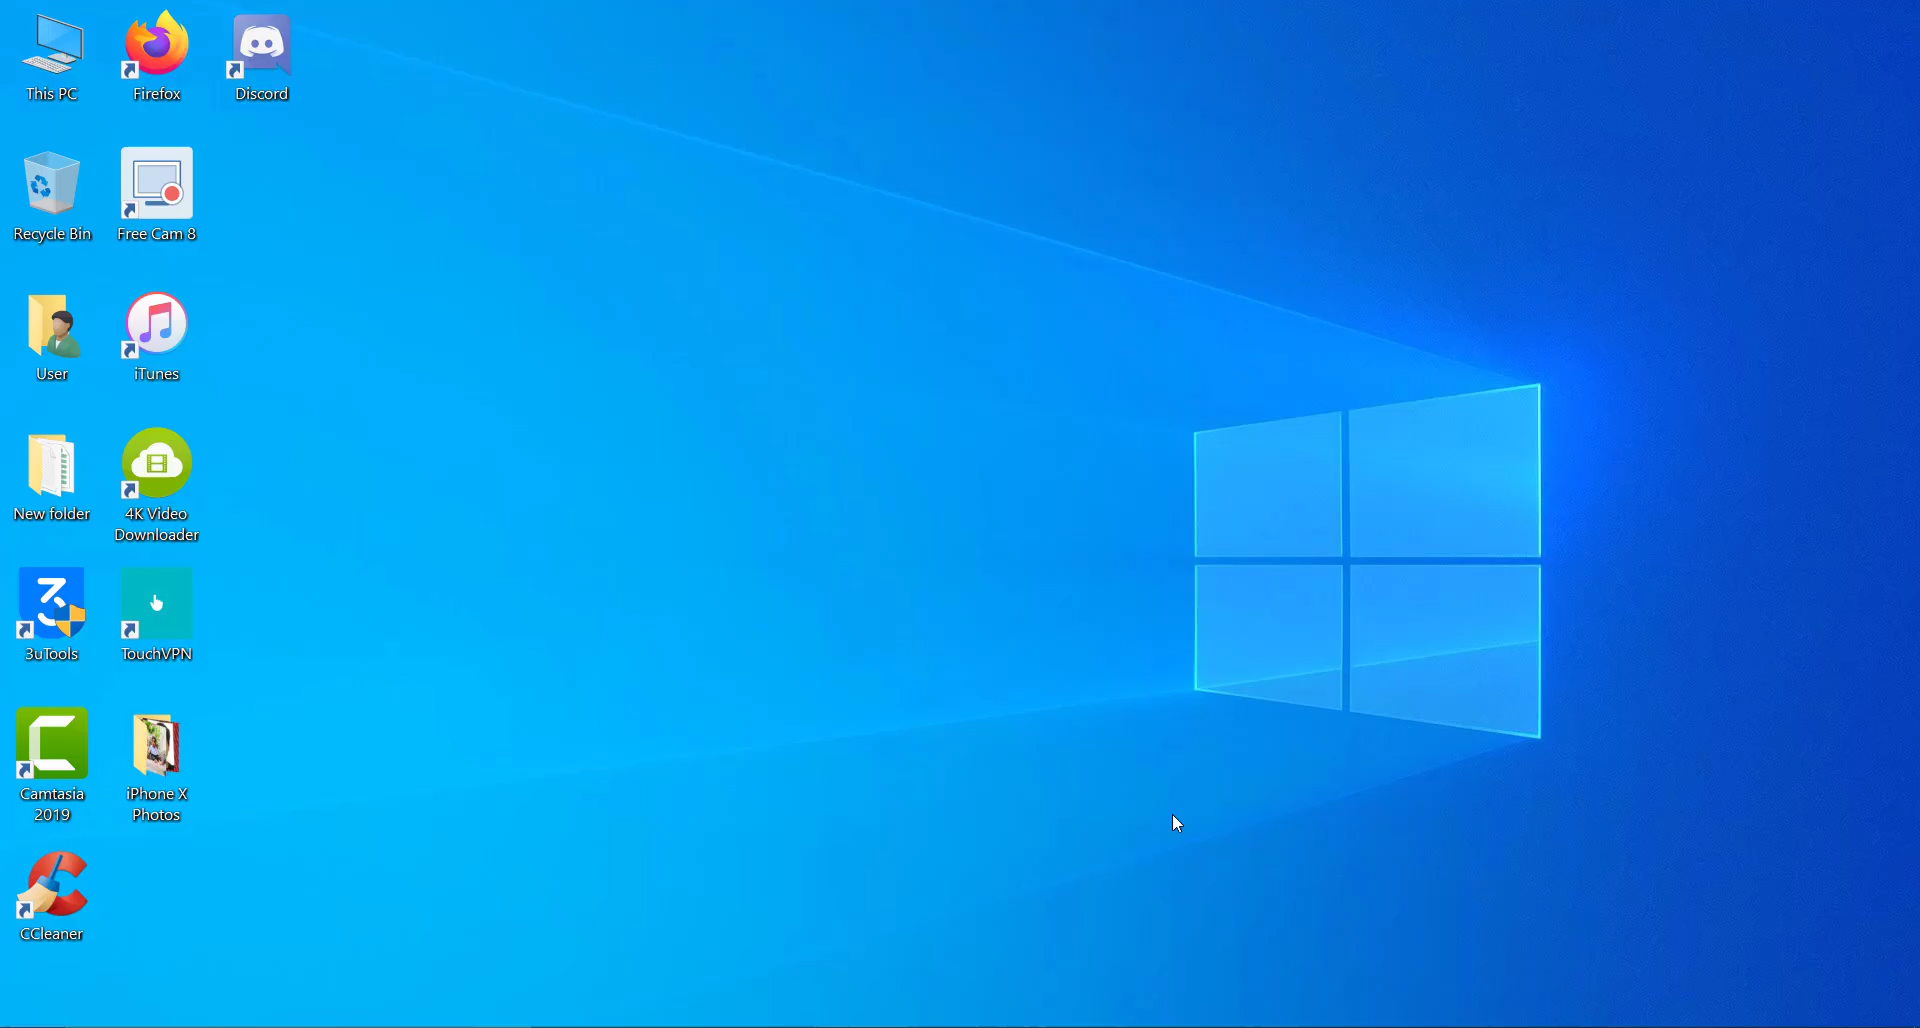 This PC
Firefox
Discord
Recycle Bin
Free Cam 8
User
iTunes
New folder
4K Video
Downloader
3uTools
TouchVPN
Camtasia
2019
iPhone X
Photos
CCleaner